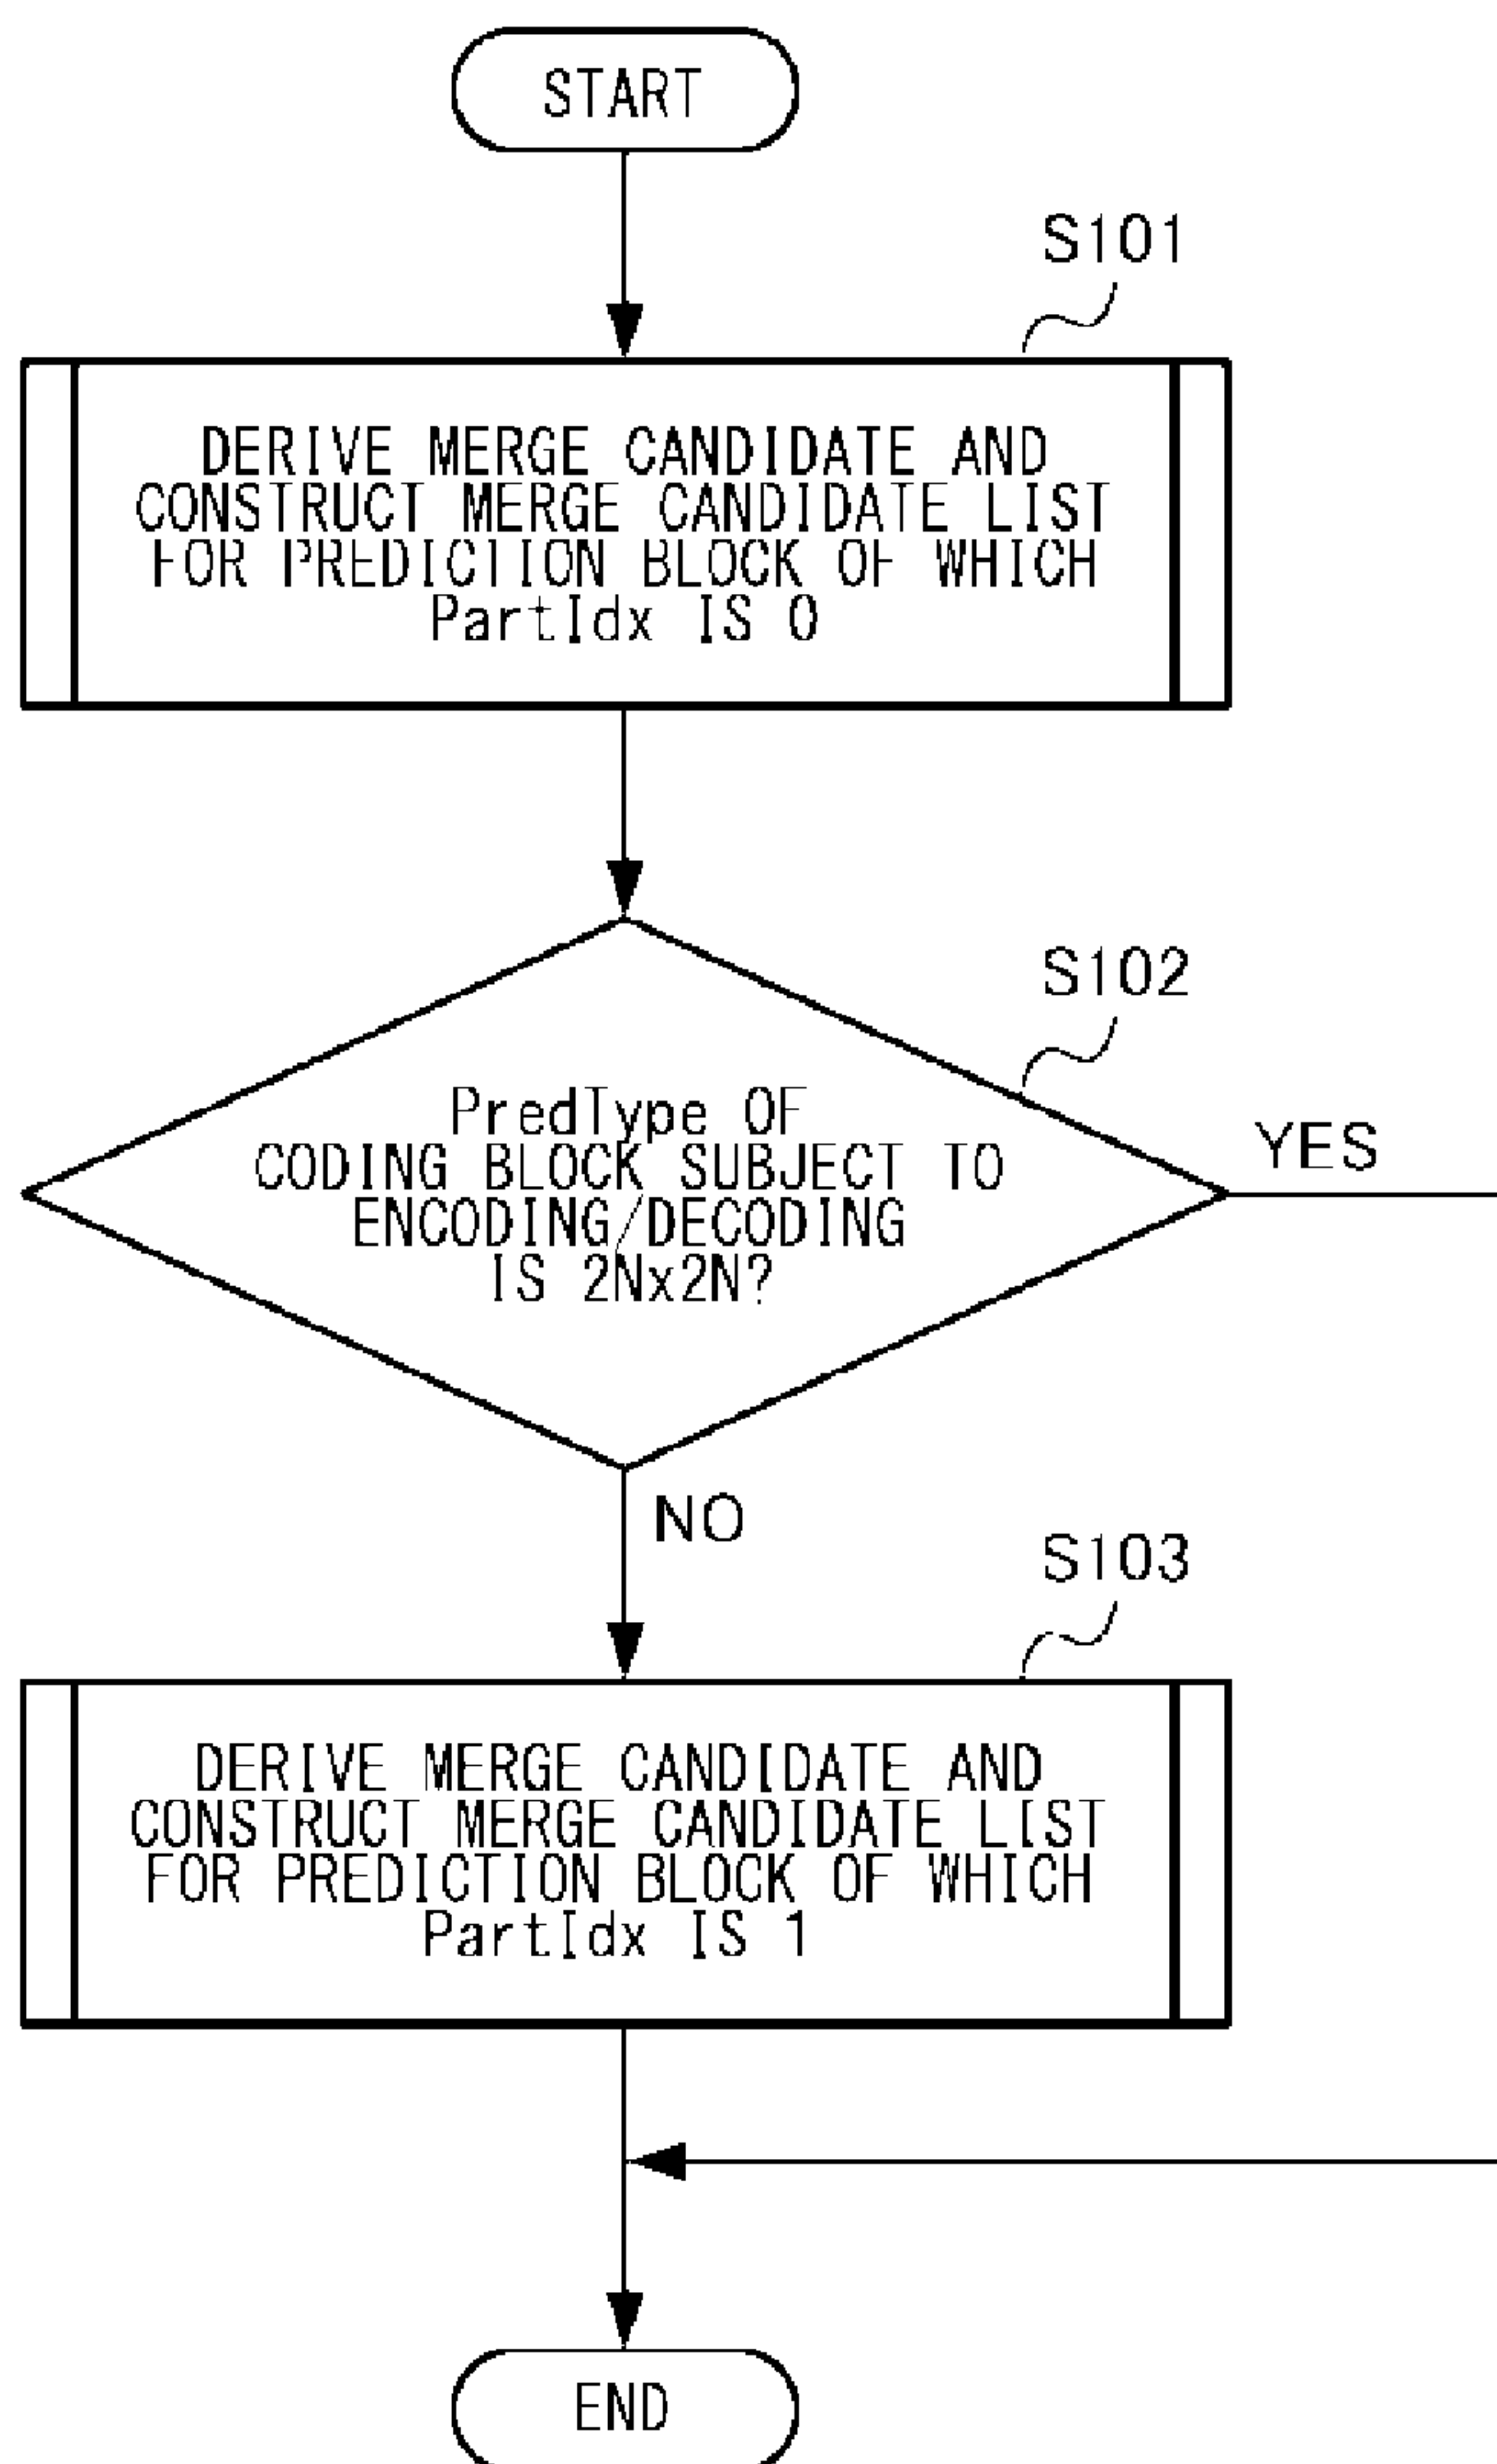 START
S101
DERIVE MERGE CANDIDATE AND
CONSTRUCT MERGE CANDIDATE LIST
FOR PREDICTION BLOCK OF WHICH
PartIdx IS 0
S102
PredType OF
CODING BLOCK SUBJECT TO
ENCODING/DECODING
IS 2Nx2N?
YES
NO
S103
DERIVE MERGE CANDIDATE AND
CONSTRUCT MERGE CANDIDATE LIST
FOR PREDICTION BLOCK OF WHICH
PartIdx IS 1
END